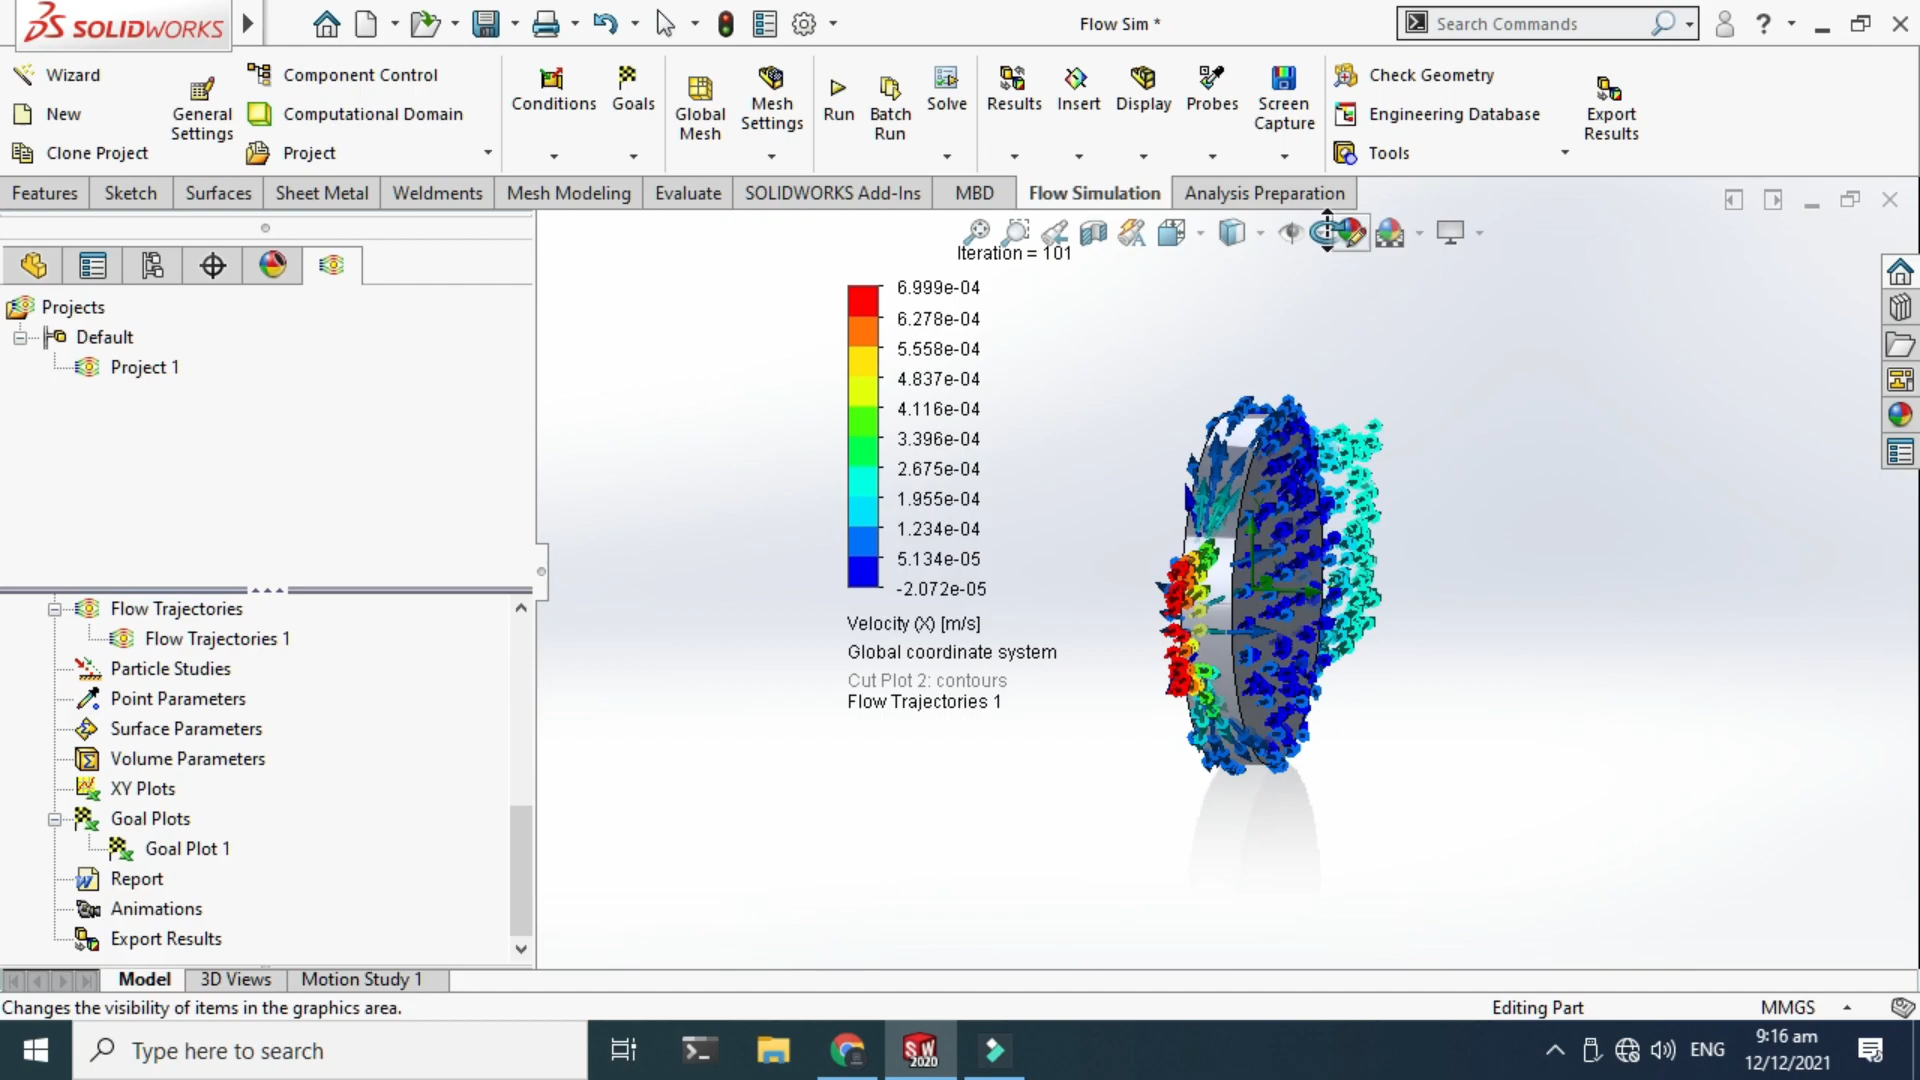 SOLIDWORKS
Flow Sim *
Search Commands
Wizard
New
Clone Project
General Settings
Component Control
Computational Domain
Project
Conditions
Goals
Global Mesh
Mesh Settings
Run
Batch Run
Solve
Results
Insert
Display
Probes
Screen Capture
Check Geometry
Engineering Database
Tools
Export Results
Features
Sketch
Surfaces
Sheet Metal
Weldments
Mesh Modeling
Evaluate
SOLIDWORKS Add-Ins
MBD
Flow Simulation
Analysis Preparation
Projects
Default
Project 1
Flow Trajectories
Flow Trajectories 1
Particle Studies
Point Parameters
Surface Parameters
Volume Parameters
XY Plots
Goal Plots
Goal Plot 1
Report
Animations
Export Results
Iteration = 101
6.999e-04
6.278e-04
5.558e-04
4.837e-04
4.116e-04
3.396e-04
2.675e-04
1.955e-04
1.234e-04
5.134e-05
-2.072e-05
Velocity (X) [m/s]
Global coordinate system
Cut Plot 2: contours
Flow Trajectories 1
Model
3D Views
Motion Study 1
Changes the visibility of items in the graphics area.
Editing Part
MMGS
Type here to search
SW
2020
ENG
9:16 am
12/12/2021